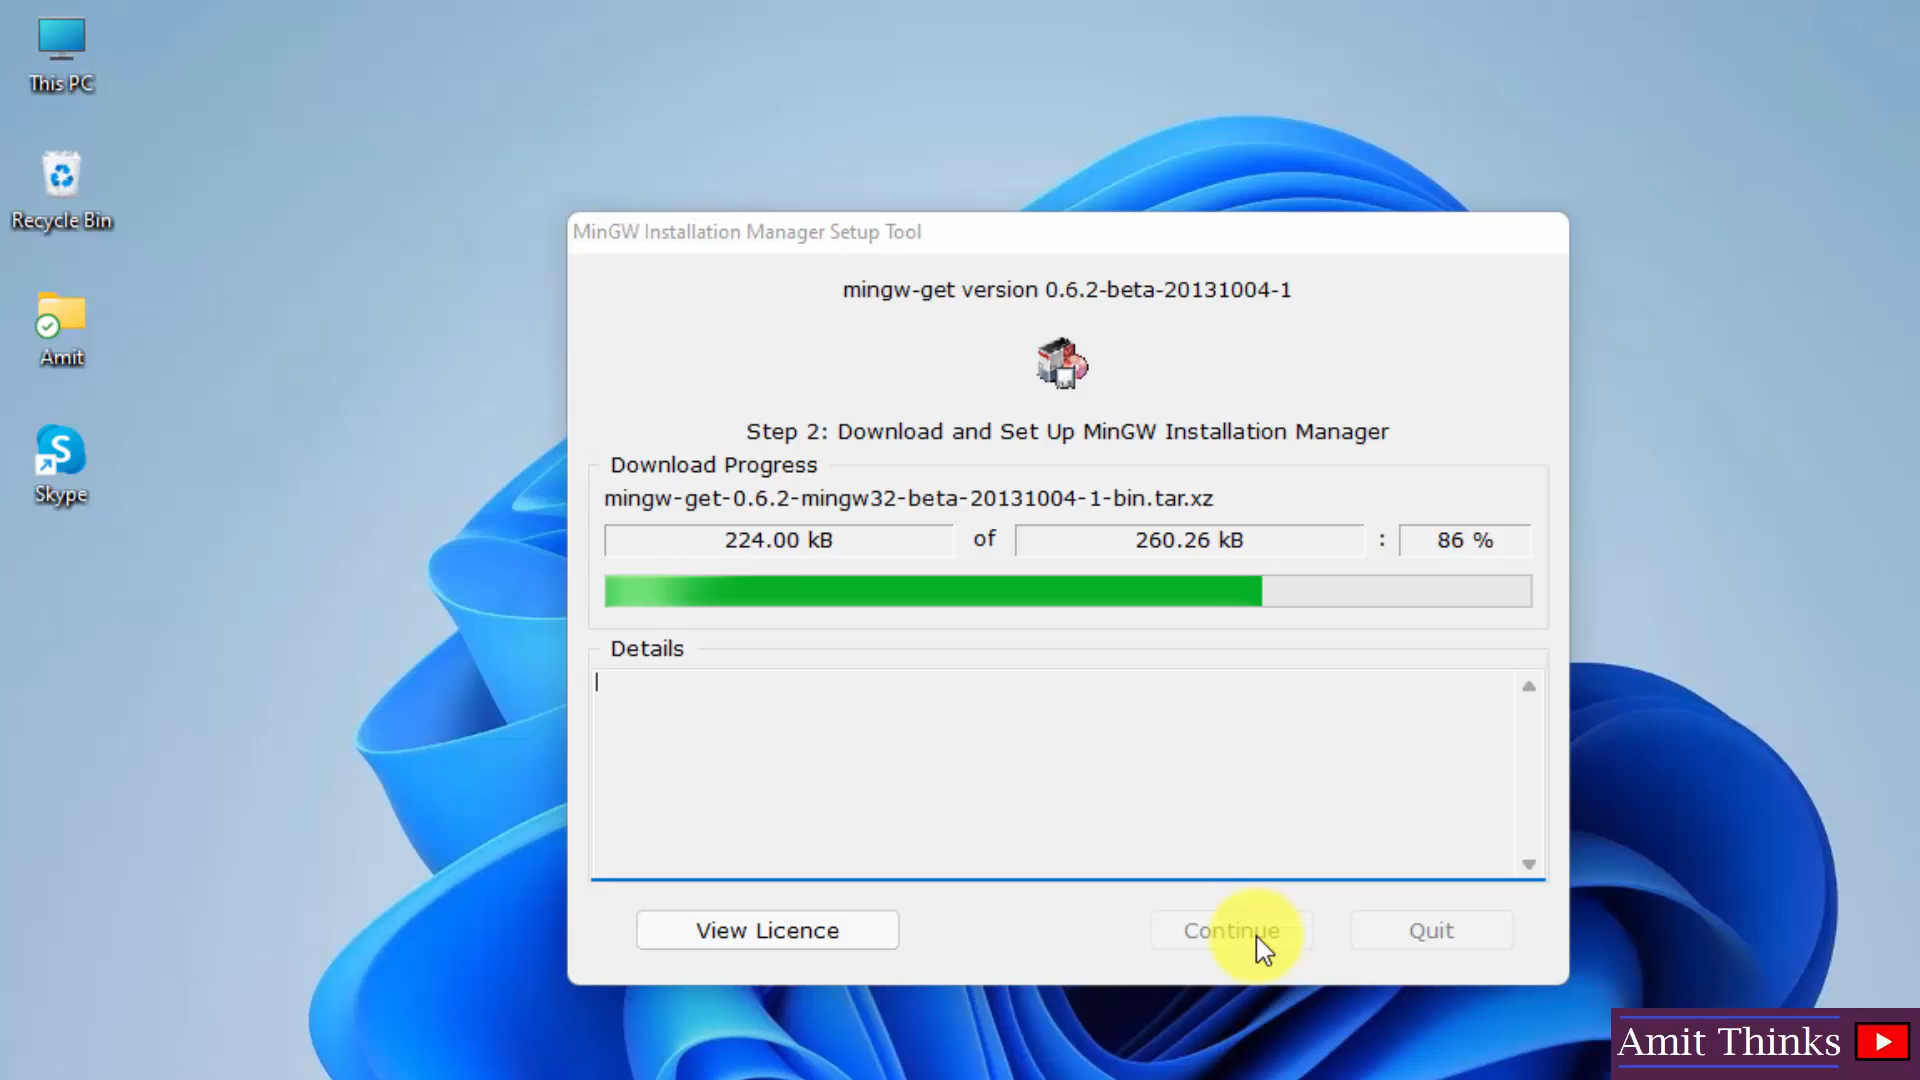 This PC
Recycle Bin
Amit
Skype
MinGW Installation Manager Setup Tool
mingw-get version 0.6.2-beta-20131004-1
Step 2: Download and Set Up MinGW Installation Manager
Download Progress
mingw-get-0.6.2-mingw32-beta-20131004-1-bin.tar.xz
224.00 kB of 260.26 kB : 86 %
Details
View Licence Continue Quit
Amit Thinks